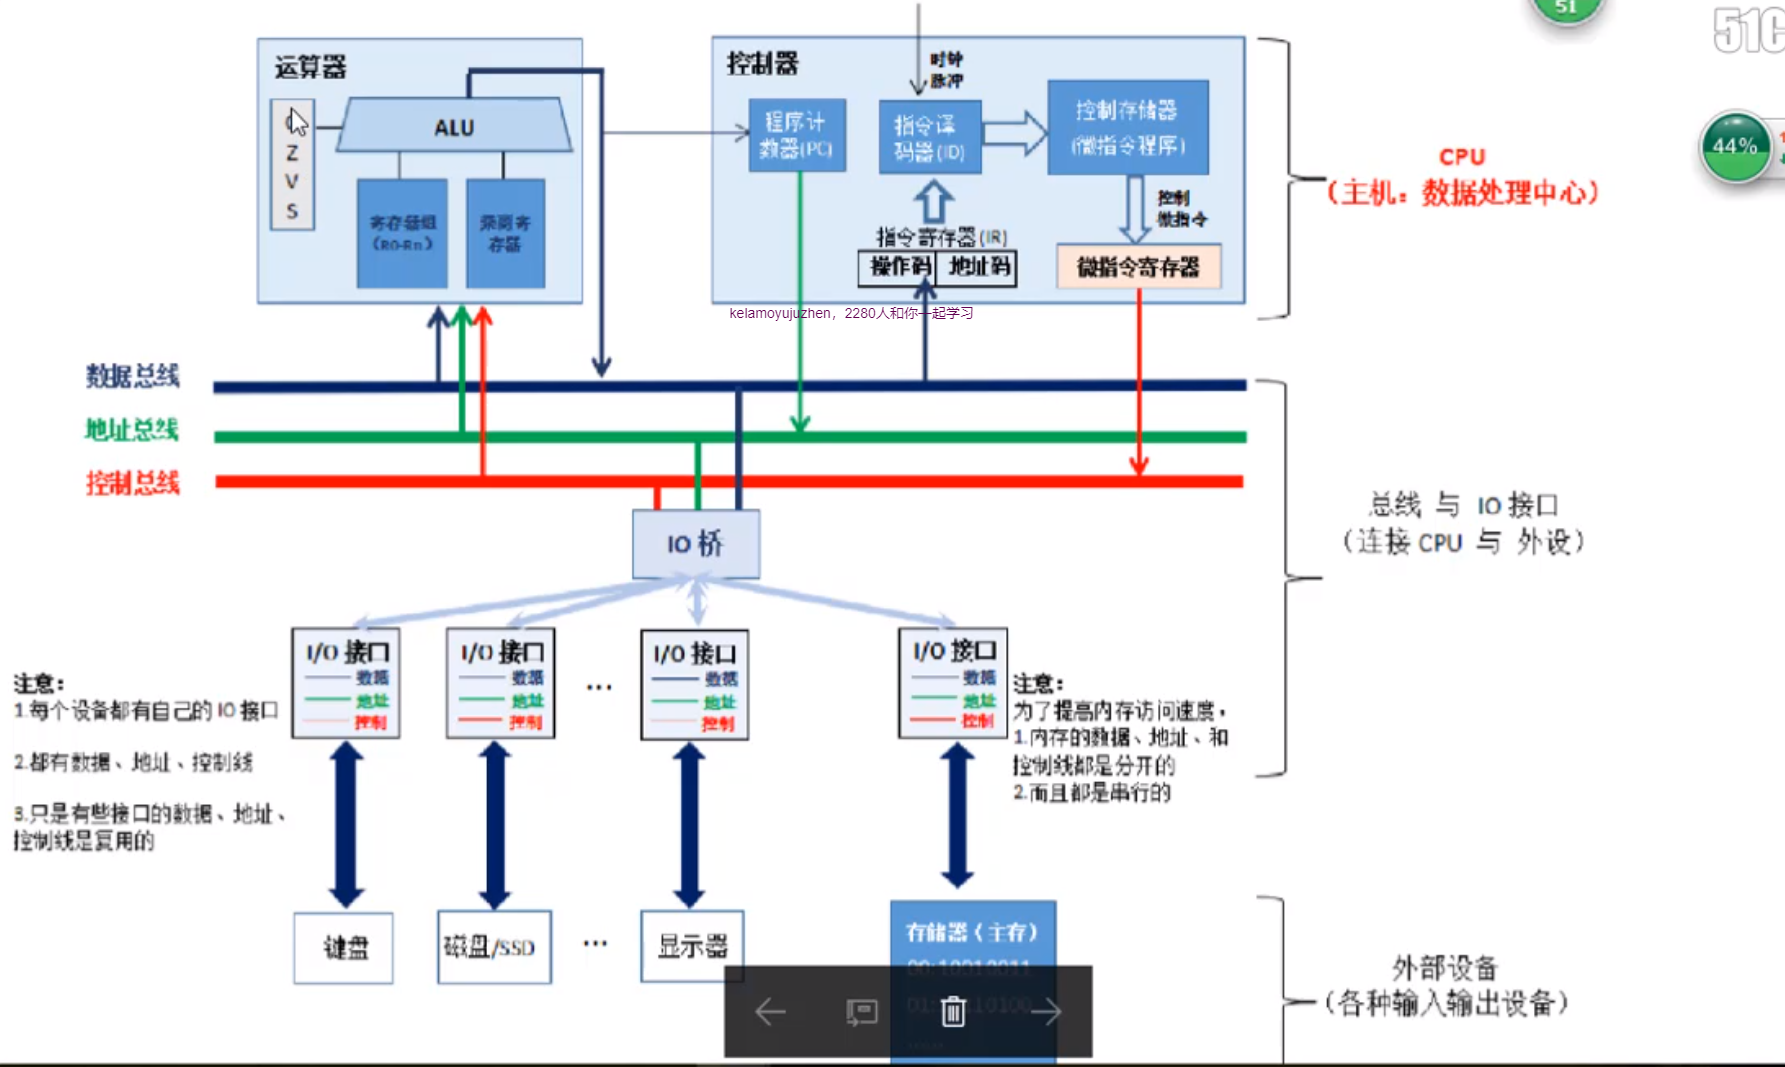 51
51C
44%
运算器
Z
V
S
ALU
寄存器组
(R0-Rn)
存器
控制器
时钟
脉冲
程序计
数器(PC)
指令译
码器(ID)
控制存储器
(微指令程序)
控制
微指令
指令寄存器(IR)
操作码
地址码
微指令寄存器
CPU
(主机：数据处理中心)
kelamoyujuzhen，2280人和你一起学习
数据总线
地址总线
控制总线
IO 桥
总线 与 IO 接口
(连接 CPU 与 外设)
I/O 接口
数据
地址
控制
I/O 接口
数据
地址
控制
...
I/O 接口
数据
地址
控制
I/O 接口
数据
地址
控制
注意：
1.每个设备都有自己的 IO 接口
2.都有数据、地址、控制线
3.只是有些接口的数据、地址、
控制线是复用的
注意：
为了提高内存访问速度，
1.内存的数据、地址、和
控制线都是分开的
2.而且都是串行的
键盘
磁盘/SSD
...
显示器
存储器（主存）
00:10010011
外部设备
(各种输入输出设备)